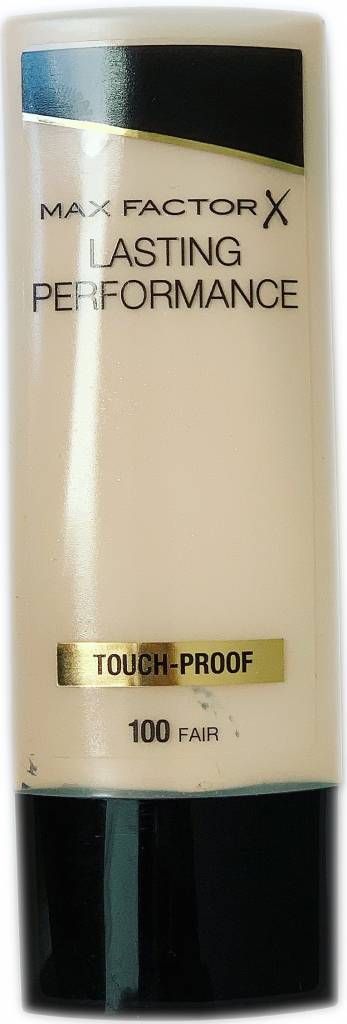 MAX FACTOR X
LASTING
PERFORMANCE
TOUCH-PROOF
100 FAIR